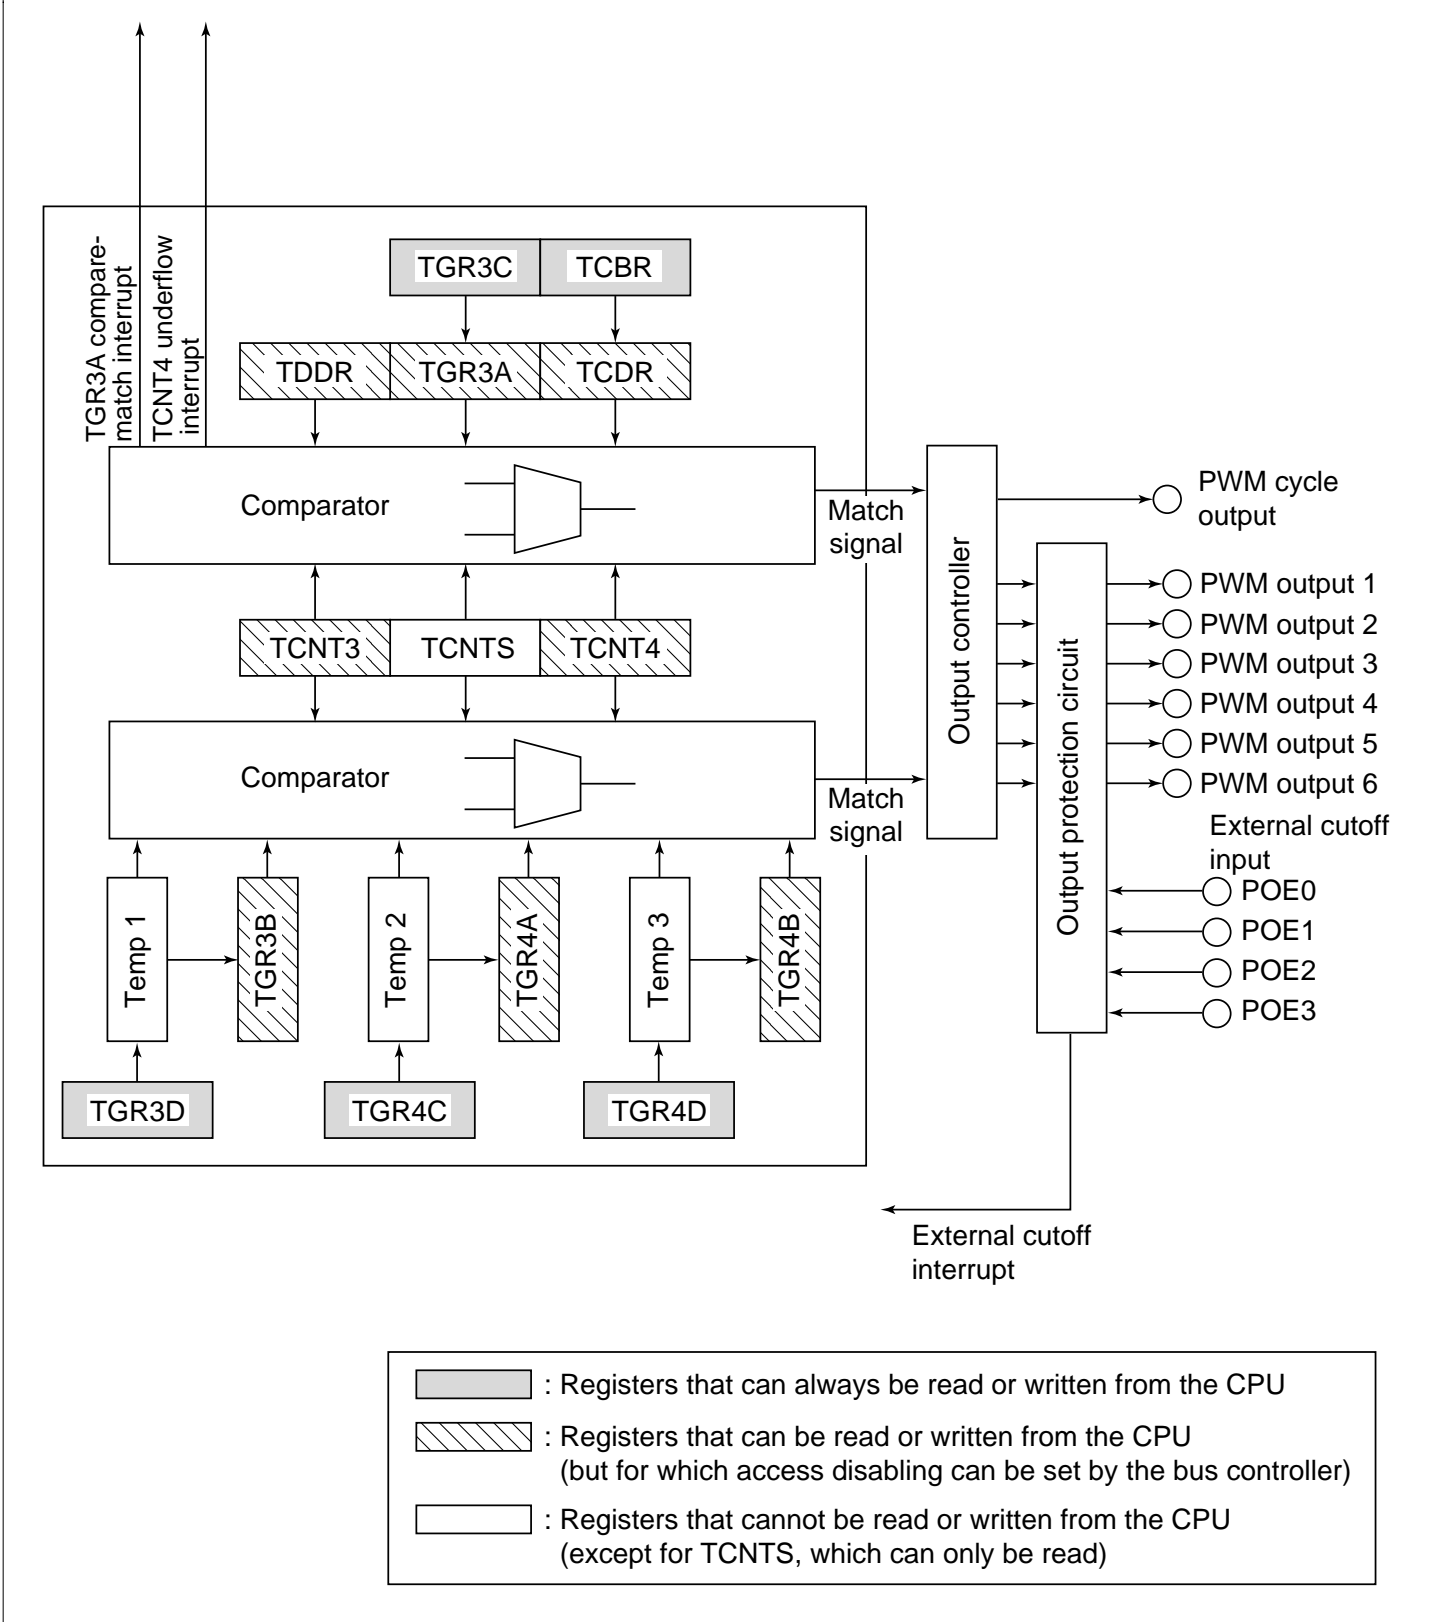 TGR3A compare-
match interrupt
TCNT4 underflow
interrupt
TGR3C
TCBR
TDDR
TGR3A
TCDR
Comparator
Match
signal
TCNT3
TCNTS
TCNT4
Comparator
Match
signal
Temp 1
TGR3B
Temp 2
TGR4A
Temp 3
TGR4B
TGR3D
TGR4C
TGR4D
Output controller
Output protection circuit
PWM cycle
output
PWM output 1
PWM output 2
PWM output 3
PWM output 4
PWM output 5
PWM output 6
External cutoff
input
POE0
POE1
POE2
POE3
External cutoff
interrupt
: Registers that can always be read or written from the CPU
: Registers that can be read or written from the CPU
(but for which access disabling can be set by the bus controller)
: Registers that cannot be read or written from the CPU
(except for TCNTS, which can only be read)